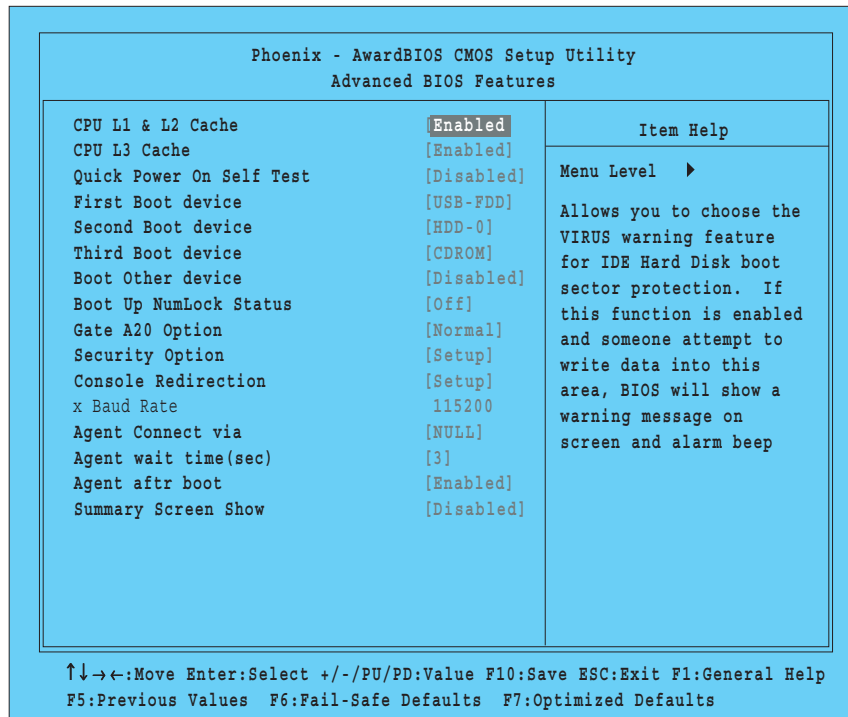 Phoenix - AwardBIOS CMOS Setup Utility
Advanced BIOS Features
CPU L1 & L2 Cache [Enabled
CPU L3 Cache [Enabled]
Quick Power On Self Test [Disabled]
First Boot device [USB-FDD]
Second Boot device [HDD-0]
Third Boot device [CDROM]
Boot Other device [Disabled]
Boot Up NumLock Status [Off]
Gate A20 Option [Normal]
Security Option [Setup]
Console Redirection [Setup]
x Baud Rate 115200
Agent Connect via [NULL]
Agent wait time(sec) [3]
Agent aftr boot [Enabled]
Summary Screen Show [Disabled]
Item Help
Menu Level ▶
Allows you to choose the
VIRUS warning feature
for IDE Hard Disk boot
sector protection. If
this function is enabled
and someone attempt to
write data into this
area, BIOS will show a
warning message on
screen and alarm beep
↑↓→←:Move Enter:Select +/-/PU/PD:Value F10:Save ESC:Exit F1:General Help
F5:Previous Values F6:Fail-Safe Defaults F7:Optimized Defaults